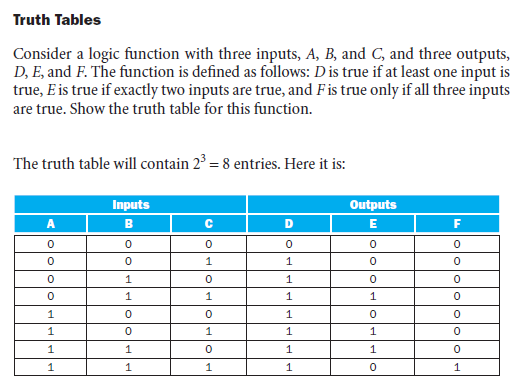 Truth Tables
Consider a logic function with three inputs, A, B, and C, and three outputs,
D, E, and F. The function is defined as follows: D is true if at least one input is
true, E is true if exactly two inputs are true, and F is true only if all three inputs
are true. Show the truth table for this function.
The truth table will contain 2³ = 8 entries. Here it is:
Inputs Outputs
A B C D E F
0 0 0 0 0 0
0 0 1 1 0 0
0 1 0 1 0 0
0 1 1 1 1 0
1 0 0 1 0 0
1 0 1 1 1 0
1 1 0 1 1 0
1 1 1 1 0 1